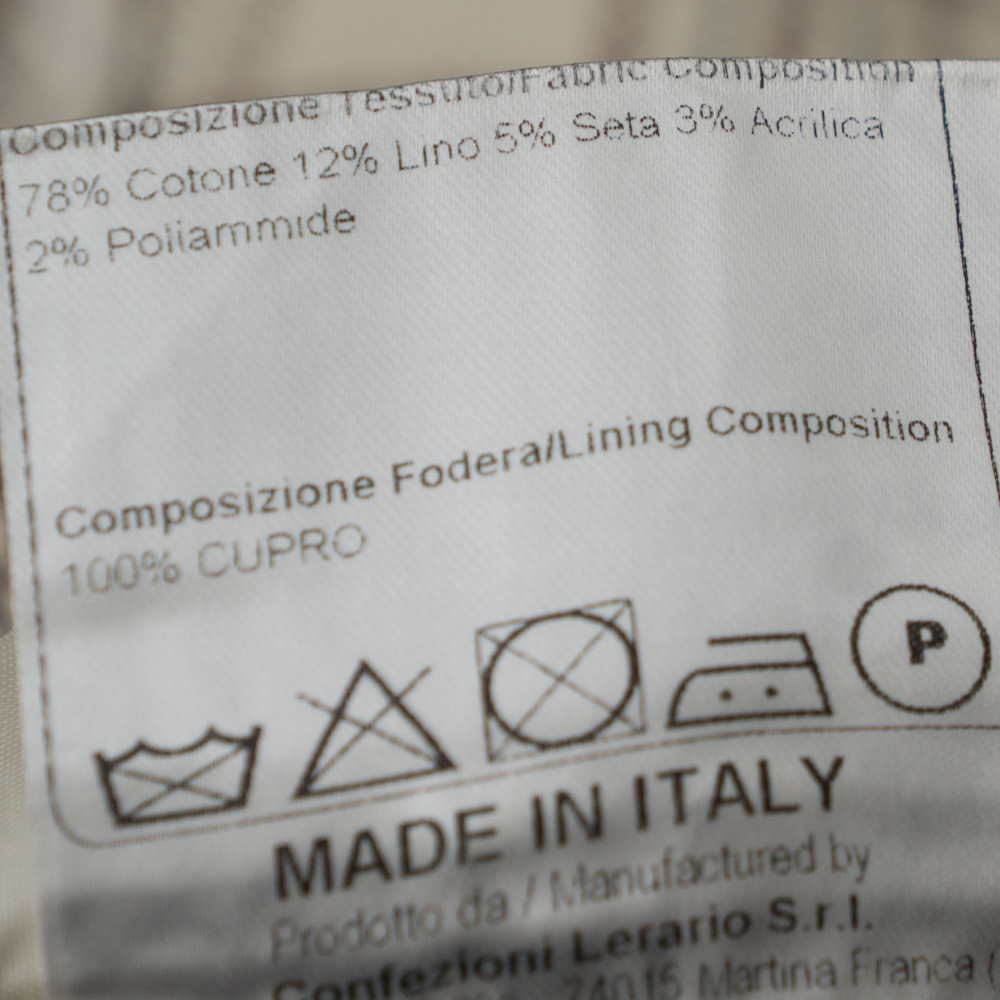 Composizione Tessuto/Fabric Composition
78% Cotone 12% Lino 5% Seta 3% Acrilica
2% Poliammide
Composizione Fodera/Lining Composition
100% CUPRO
P
MADE IN ITALY
Prodotto da / Manufactured by
Confezioni Lerario S.r.l.
74015 Martina Franca (